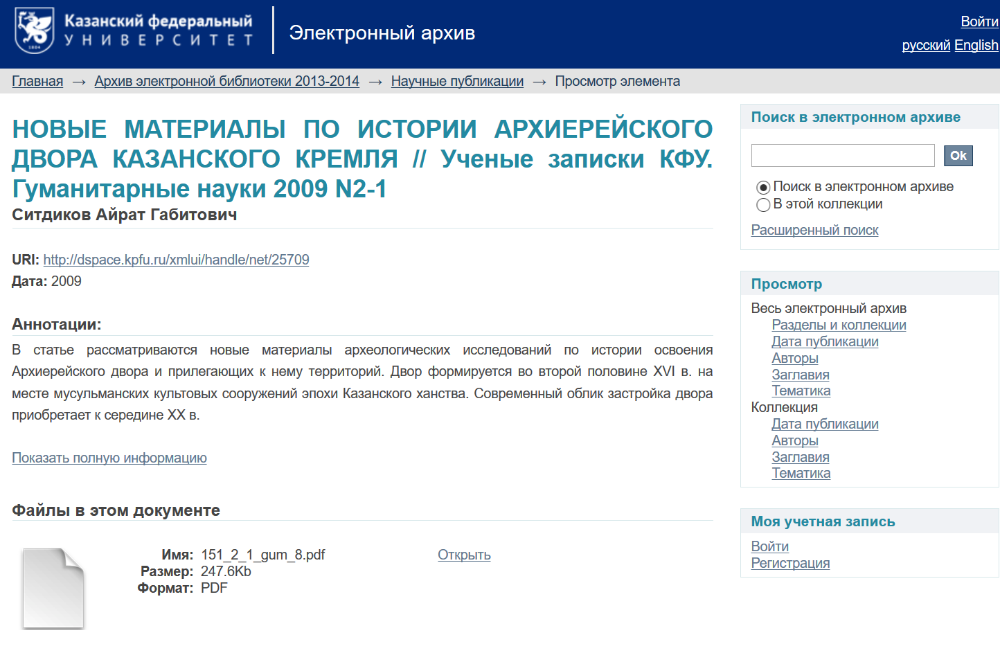 Казанский федеральный
УНИВЕРСИТЕТ
1804
Электронный архив
Войти
русский English
Главная → Архив электронной библиотеки 2013-2014 → Научные публикации → Просмотр элемента
НОВЫЕ МАТЕРИАЛЫ ПО ИСТОРИИ АРХИЕРЕЙСКОГО
ДВОРА КАЗАНСКОГО КРЕМЛЯ // Ученые записки КФУ.
Гуманитарные науки 2009 N2-1
Ситдиков Айрат Габитович
URI: http://dspace.kpfu.ru/xmlui/handle/net/25709
Дата: 2009
Аннотации:
В статье рассматриваются новые материалы археологических исследований по истории освоения
Архиерейского двора и прилегающих к нему территорий. Двор формируется во второй половине XVI в. на
месте мусульманских культовых сооружений эпохи Казанского ханства. Современный облик застройка двора
приобретает к середине XX в.
Показать полную информацию
Файлы в этом документе
Имя: 151_2_1_gum_8.pdf
Размер: 247.6Kb
Формат: PDF
Открыть
Поиск в электронном архиве
Ok
Поиск в электронном архиве
В этой коллекции
Расширенный поиск
Просмотр
Весь электронный архив
Разделы и коллекции
Дата публикации
Авторы
Заглавия
Тематика
Коллекция
Дата публикации
Авторы
Заглавия
Тематика
Моя учетная запись
Войти
Регистрация